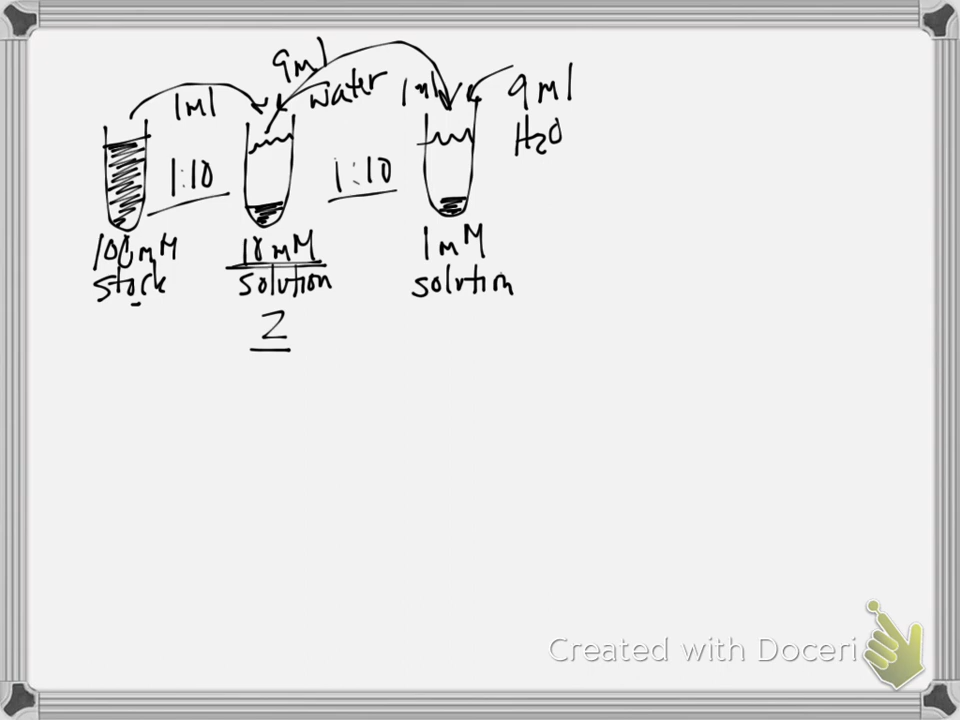 9ml
1ml water 1ml 9ml
H2O
1:10 1:10
100mM 10mM 1mM
stock solution solution
2
Created with Doceri